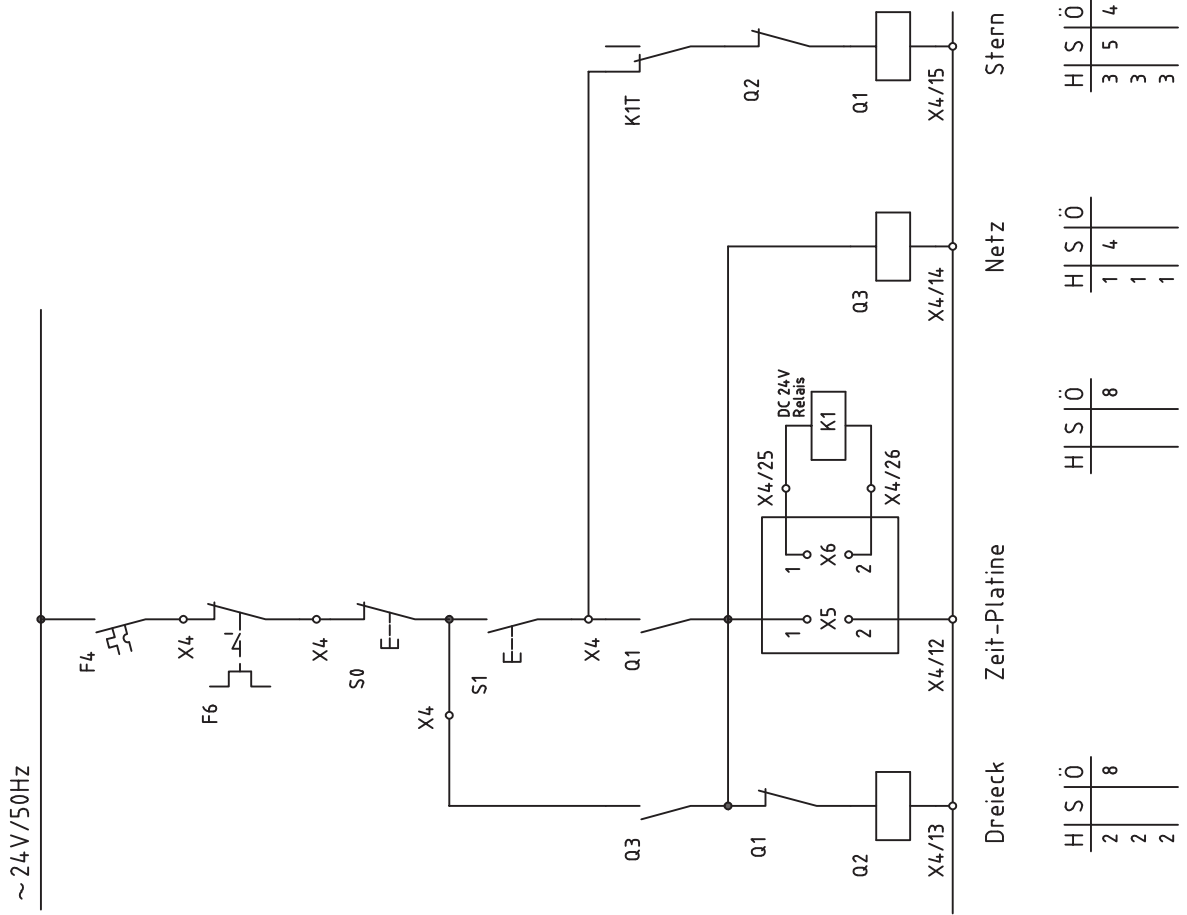 ~24V/50Hz
F4
X4
F6
X4
S0
X4
S1
X4
K1T
Q3
Q1
Q2
Q1
X5
1
2
X6
1
2
X4/25
X4/26
DC 24V
Relais
K1
Q1
Q2
Q3
Q1
X4/13
X4/12
X4/14
X4/15
Dreieck
Zeit-Platine
Netz
Stern
H S Ö
2 8
2
2
H S Ö
8
H S Ö
1 4
1
1
H S Ö
3 5 4
3
3